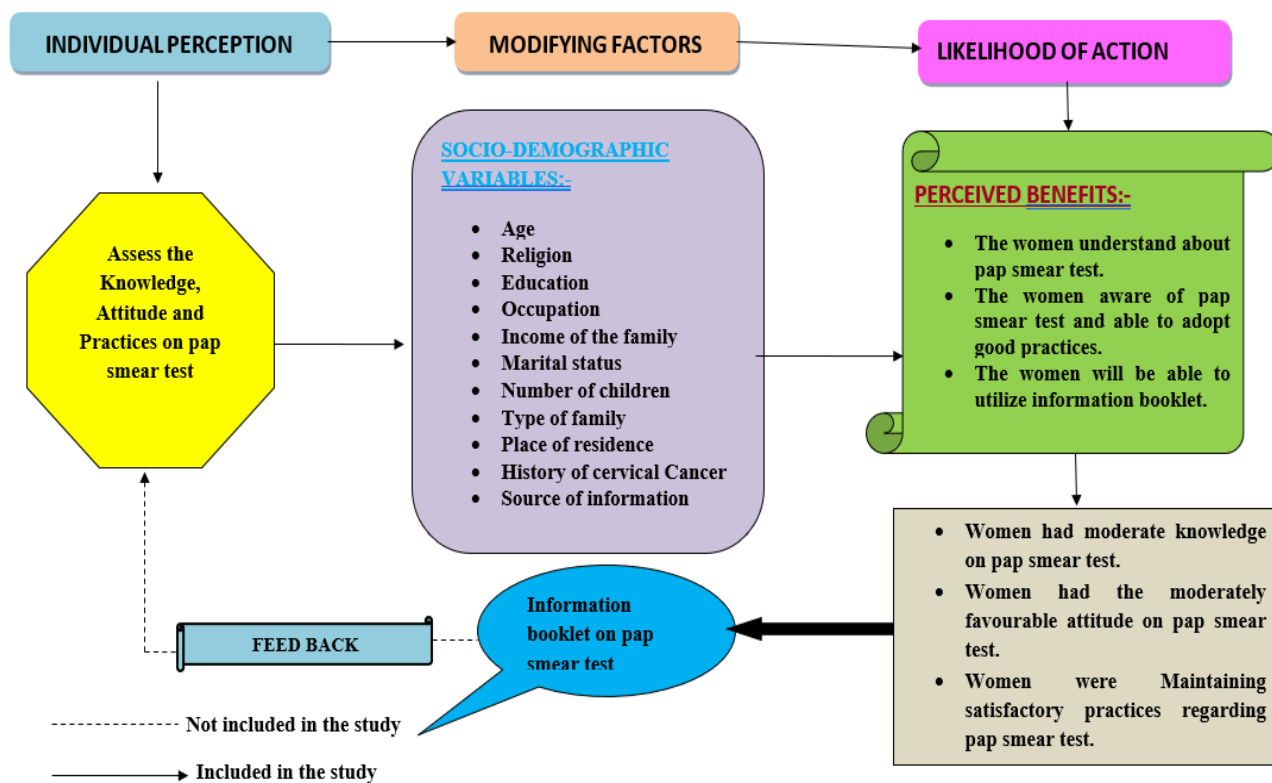 INDIVIDUAL PERCEPTION
MODIFYING FACTORS
LIKELIHOOD OF ACTION
Assess the
Knowledge,
Attitude and
Practices on pap
smear test
SOCIO-DEMOGRAPHIC
VARIABLES:-
• Age
• Religion
• Education
• Occupation
• Income of the family
• Marital status
• Number of children
• Type of family
• Place of residence
• History of cervical Cancer
• Source of information
PERCEIVED BENEFITS:-
• The women understand about
pap smear test.
• The women aware of pap
smear test and able to adopt
good practices.
• The women will be able to
utilize information booklet.
• Women had moderate knowledge
on pap smear test.
• Women had the moderately
favourable attitude on pap smear
test.
• Women were Maintaining
satisfactory practices regarding
pap smear test.
Information
booklet on pap
smear test
FEED BACK
Not included in the study
Included in the study